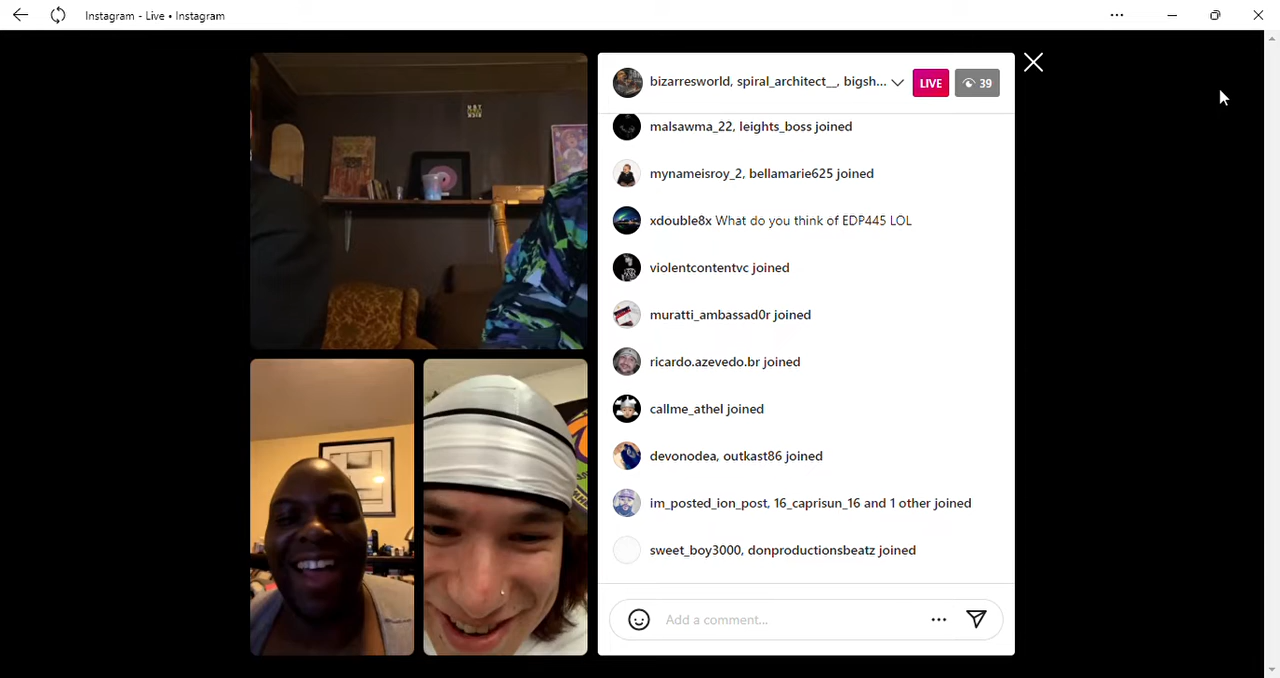 Instagram - Live • Instagram
bizarresworld, spiral_architect__, bigsh... LIVE 39
malsawma_22, leights_boss joined
mynameisroy_2, bellamarie625 joined
xdouble8x What do you think of EDP445 LOL
violentcontentvc joined
muratti_ambassad0r joined
ricardo.azevedo.br joined
callme_athel joined
devonodea, outkast86 joined
im_posted_ion_post, 16_caprisun_16 and 1 other joined
sweet_boy3000, donproductionsbeatz joined
Add a comment...